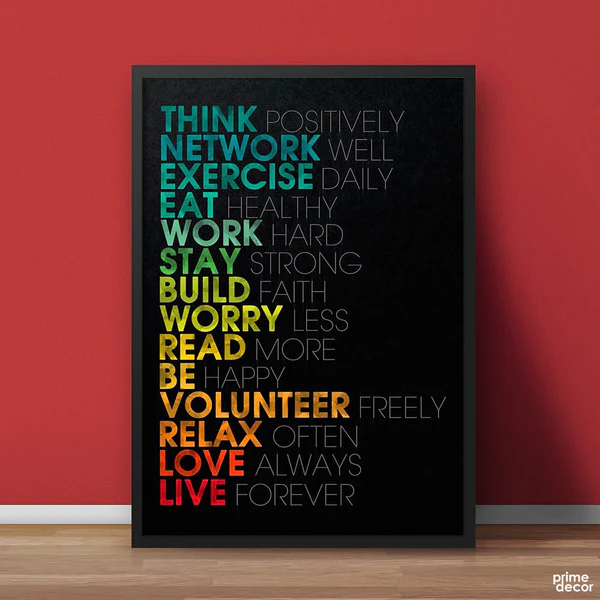 THINK POSITIVELY
NETWORK WELL
EXERCISE DAILY
EAT HEALTHY
WORK HARD
STAY STRONG
BUILD FAITH
WORRY LESS
READ MORE
BE HAPPY
VOLUNTEER FREELY
RELAX OFTEN
LOVE ALWAYS
LIVE FOREVER
prime
decor